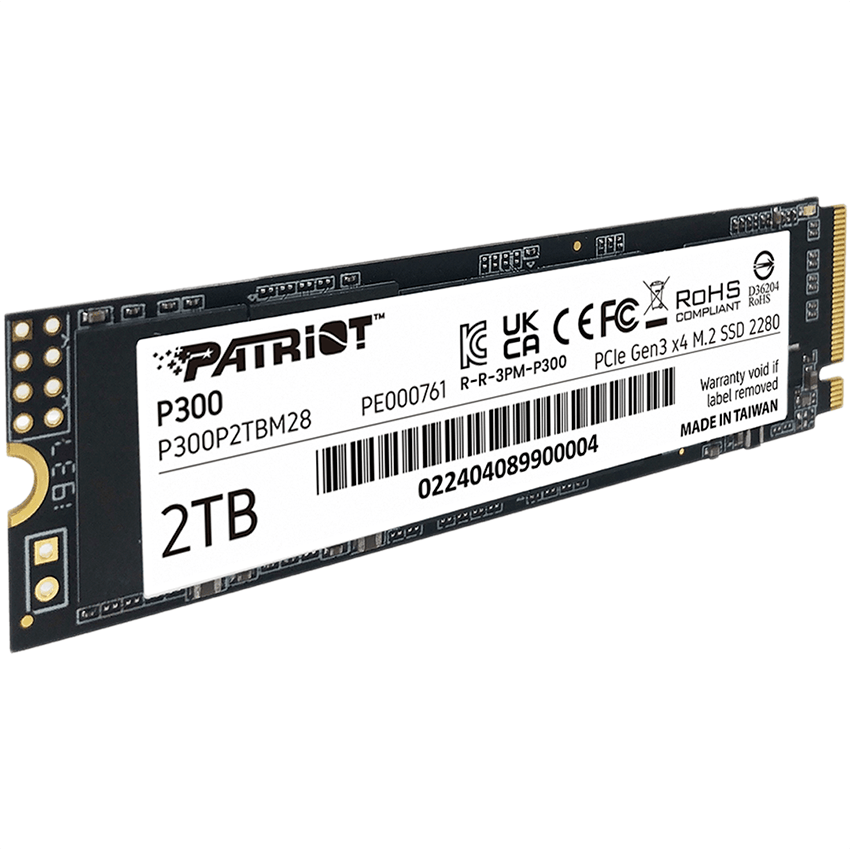 PATRIOT™
P300
P300P2TBM28
PE000761
2TB
UK
CA
CE FC
RoHS
COMPLIANT
D36204
RoHS
R-R-3PM-P300
PCIe Gen3 x4 M.2 SSD 2280
022404089900004
Warranty void if
label removed
MADE IN TAIWAN